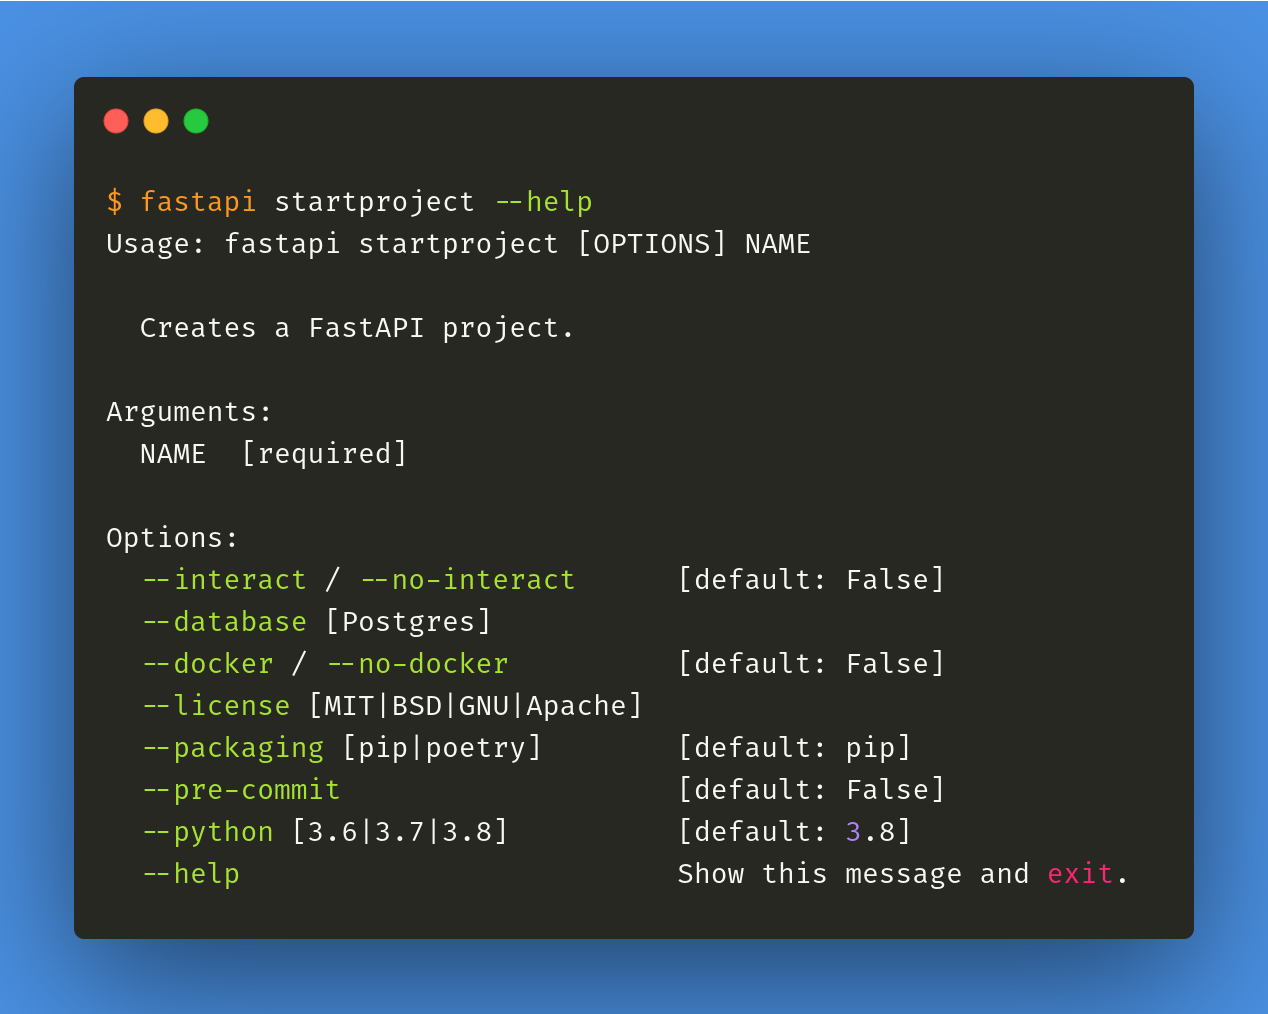 $ fastapi startproject --help
Usage: fastapi startproject [OPTIONS] NAME
Creates a FastAPI project.
Arguments:
NAME  [required]
Options:
--interact / --no-interact      [default: False]
--database [Postgres]
--docker / --no-docker          [default: False]
--license [MIT|BSD|GNU|Apache]
--packaging [pip|poetry]        [default: pip]
--pre-commit                    [default: False]
--python [3.6|3.7|3.8]          [default: 3.8]
--help                          Show this message and exit.